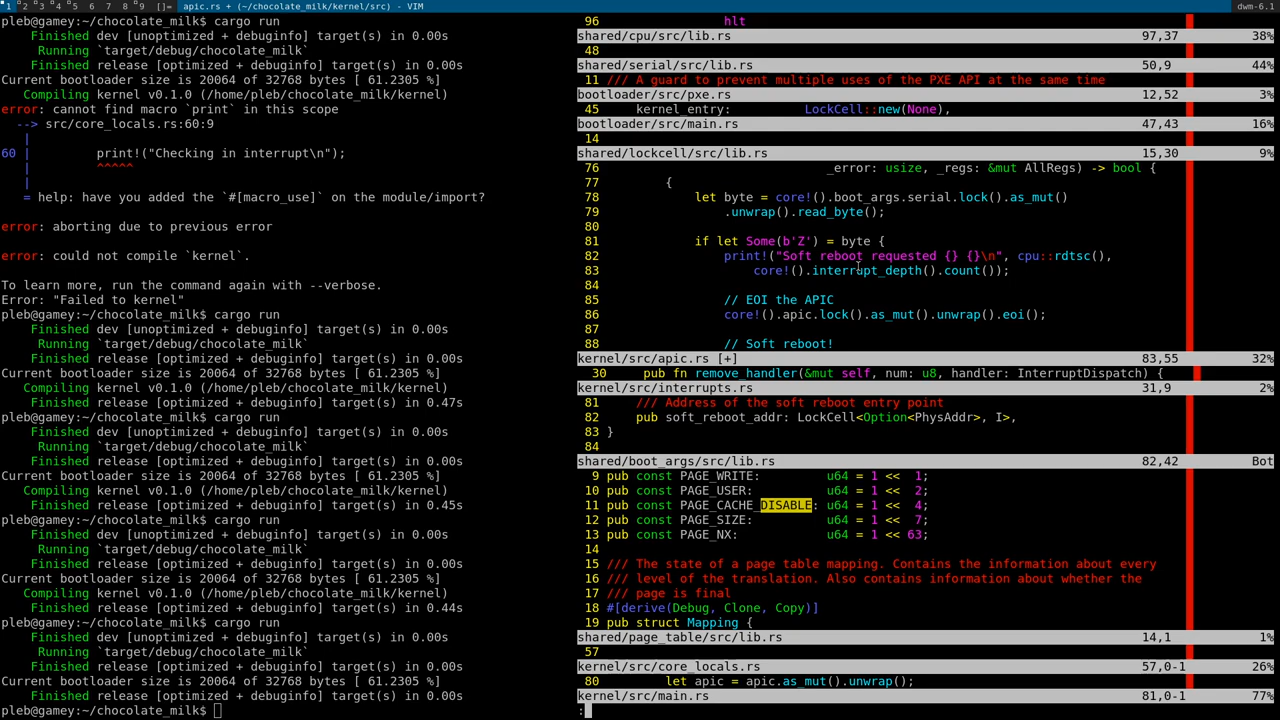 1 2 3 4 5 6 7 8 9 []= apic.rs + (~/chocolate_milk/kernel/src) - VIM dwm-6.1
pleb@gamey:~/chocolate_milk$ cargo run
Finished dev [unoptimized + debuginfo] target(s) in 0.00s
Running `target/debug/chocolate_milk`
Finished release [optimized + debuginfo] target(s) in 0.00s
Current bootloader size is 20064 of 32768 bytes [ 61.2305 %]
Compiling kernel v0.1.0 (/home/pleb/chocolate_milk/kernel)
error: cannot find macro `print` in this scope
--> src/core_locals.rs:60:9
|
60 | print!("Checking in interrupt\n");
| ^^^^^
|
= help: have you added the `#[macro_use]` on the module/import?
error: aborting due to previous error
error: could not compile `kernel`.
To learn more, run the command again with --verbose.
Error: "Failed to kernel"
pleb@gamey:~/chocolate_milk$ cargo run
Finished dev [unoptimized + debuginfo] target(s) in 0.00s
Running `target/debug/chocolate_milk`
Finished release [optimized + debuginfo] target(s) in 0.00s
Current bootloader size is 20064 of 32768 bytes [ 61.2305 %]
Compiling kernel v0.1.0 (/home/pleb/chocolate_milk/kernel)
Finished release [optimized + debuginfo] target(s) in 0.47s
pleb@gamey:~/chocolate_milk$ cargo run
Finished dev [unoptimized + debuginfo] target(s) in 0.00s
Running `target/debug/chocolate_milk`
Finished release [optimized + debuginfo] target(s) in 0.00s
Current bootloader size is 20064 of 32768 bytes [ 61.2305 %]
Compiling kernel v0.1.0 (/home/pleb/chocolate_milk/kernel)
Finished release [optimized + debuginfo] target(s) in 0.45s
pleb@gamey:~/chocolate_milk$ cargo run
Finished dev [unoptimized + debuginfo] target(s) in 0.00s
Running `target/debug/chocolate_milk`
Finished release [optimized + debuginfo] target(s) in 0.00s
Current bootloader size is 20064 of 32768 bytes [ 61.2305 %]
Compiling kernel v0.1.0 (/home/pleb/chocolate_milk/kernel)
Finished release [optimized + debuginfo] target(s) in 0.44s
pleb@gamey:~/chocolate_milk$ cargo run
Finished dev [unoptimized + debuginfo] target(s) in 0.00s
Running `target/debug/chocolate_milk`
Finished release [optimized + debuginfo] target(s) in 0.00s
Current bootloader size is 20064 of 32768 bytes [ 61.2305 %]
Finished release [optimized + debuginfo] target(s) in 0.00s
pleb@gamey:~/chocolate_milk$
96 hlt
shared/cpu/src/lib.rs 97,37 38%
48
shared/serial/src/lib.rs 50,9 44%
11 /// A guard to prevent multiple uses of the PXE API at the same time
bootloader/src/pxe.rs 12,52 3%
45 kernel_entry: LockCell::new(None),
bootloader/src/main.rs 47,43 16%
14
shared/lockcell/src/lib.rs 15,30 9%
76 _error: usize, _regs: &mut AllRegs) -> bool {
77 {
78 let byte = core!().boot_args.serial.lock().as_mut()
79 .unwrap().read_byte();
80
81 if let Some(b'Z') = byte {
82 print!("Soft reboot requested {} {}\n", cpu::rdtsc(),
83 core!().interrupt_depth().count());
84
85 // EOI the APIC
86 core!().apic.lock().as_mut().unwrap().eoi();
87
88 // Soft reboot!
kernel/src/apic.rs [+] 83,55 32%
30 pub fn remove_handler(&mut self, num: u8, handler: InterruptDispatch) {
kernel/src/interrupts.rs 31,9 2%
81 /// Address of the soft reboot entry point
82 pub soft_reboot_addr: LockCell<Option<PhysAddr>, I>,
83 }
84
shared/boot_args/src/lib.rs 82,42 Bot
9 pub const PAGE_WRITE: u64 = 1 << 1;
10 pub const PAGE_USER: u64 = 1 << 2;
11 pub const PAGE_CACHE_DISABLE: u64 = 1 << 4;
12 pub const PAGE_SIZE: u64 = 1 << 7;
13 pub const PAGE_NX: u64 = 1 << 63;
14
15 /// The state of a page table mapping. Contains the information about every
16 /// level of the translation. Also contains information about whether the
17 /// page is final
18 #[derive(Debug, Clone, Copy)]
19 pub struct Mapping {
shared/page_table/src/lib.rs 14,1 1%
57
kernel/src/core_locals.rs 57,0-1 26%
80 let apic = apic.as_mut().unwrap();
kernel/src/main.rs 81,0-1 77%
: